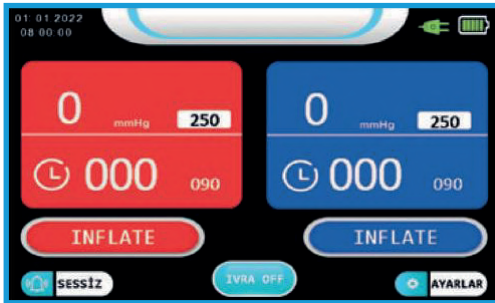 01 01 2022
08 00 00
0 mmHg 250
000 090
INFLATE
0 mmHg 250
000 090
INFLATE
SESSİZ
IVRA OFF
AYARLAR